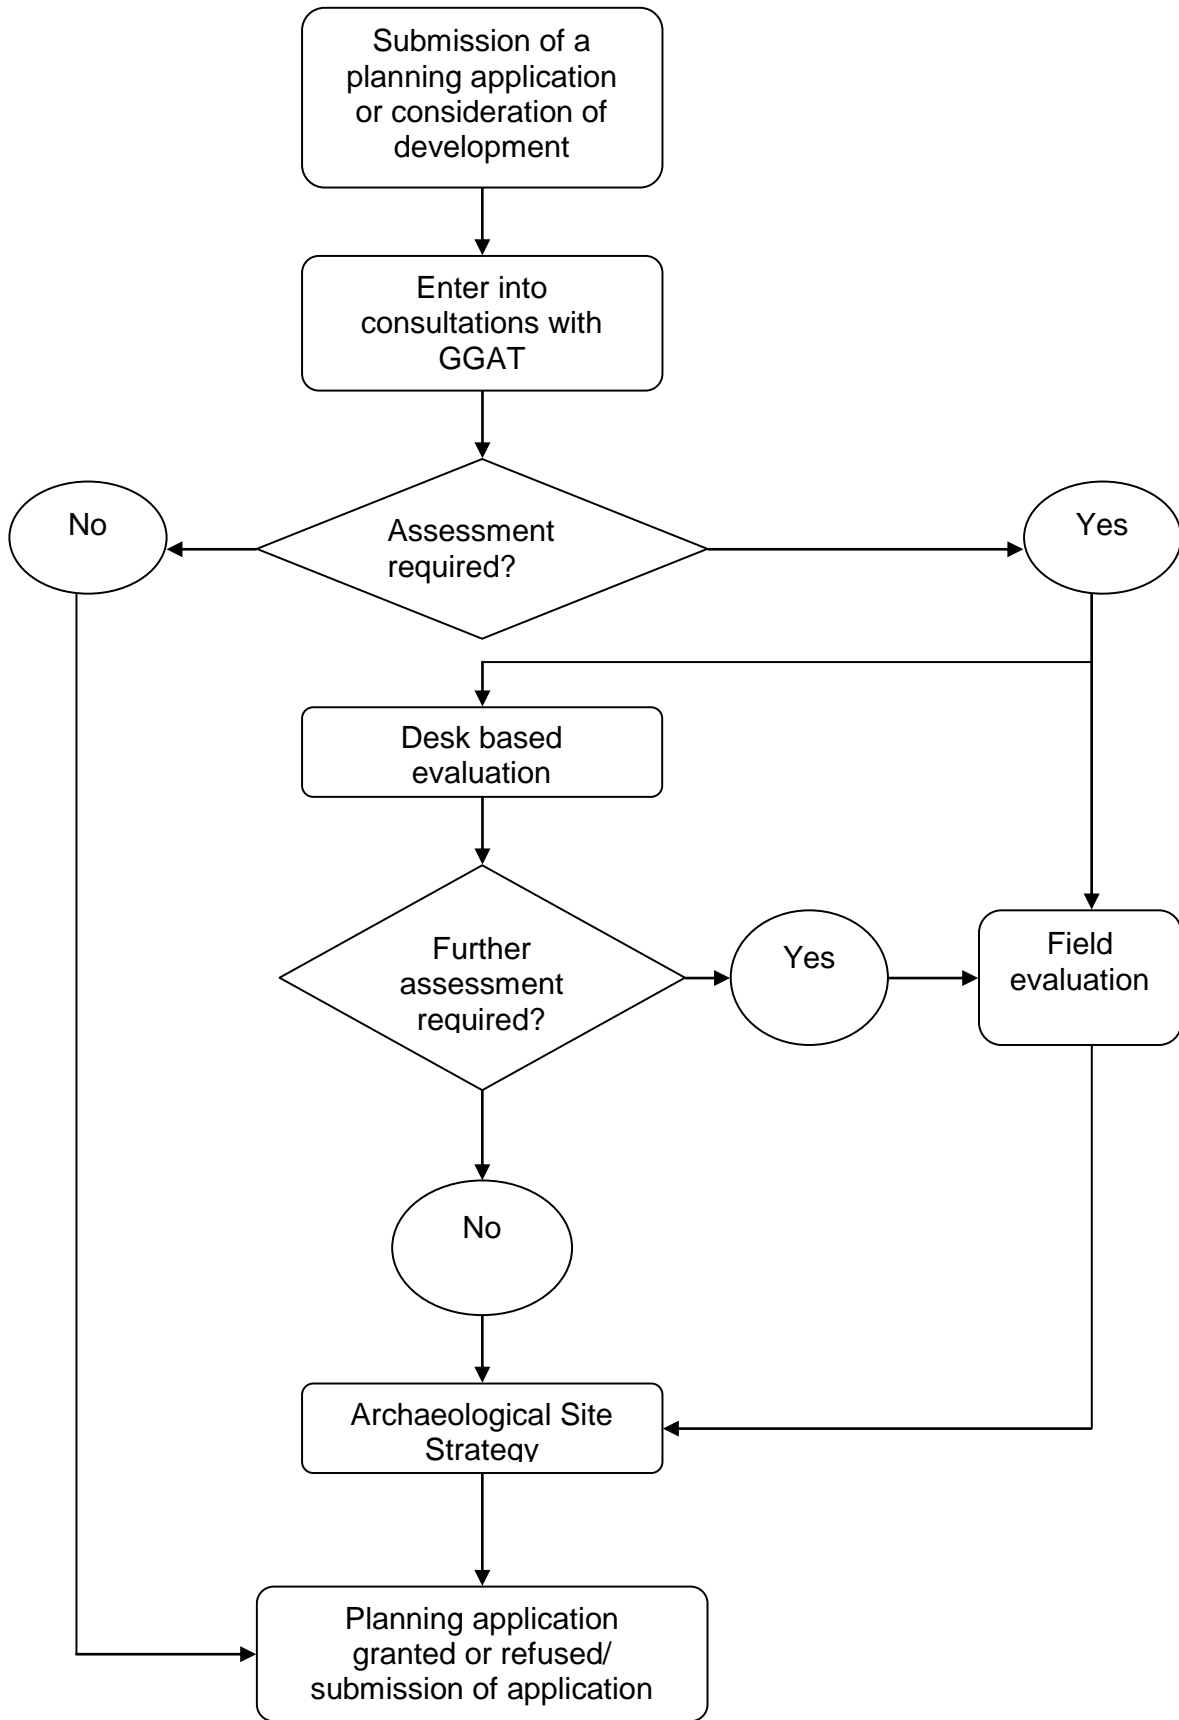 Submission of a
planning application
or consideration of
development
Enter into
consultations with
GGAT
No
Assessment
required?
Yes
Desk based
evaluation
Further
assessment
required?
Yes
Field
evaluation
No
Archaeological Site
Strategy
Planning application
granted or refused/
submission of application